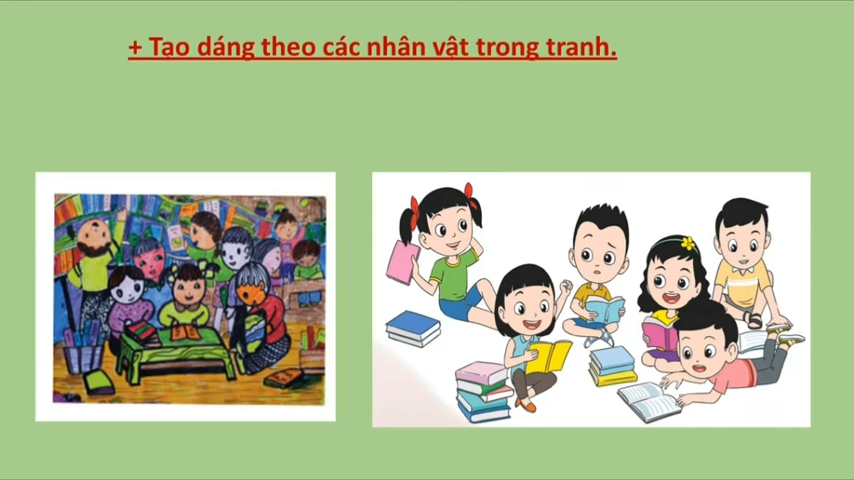 + Tạo dáng theo các nhân vật trong tranh.